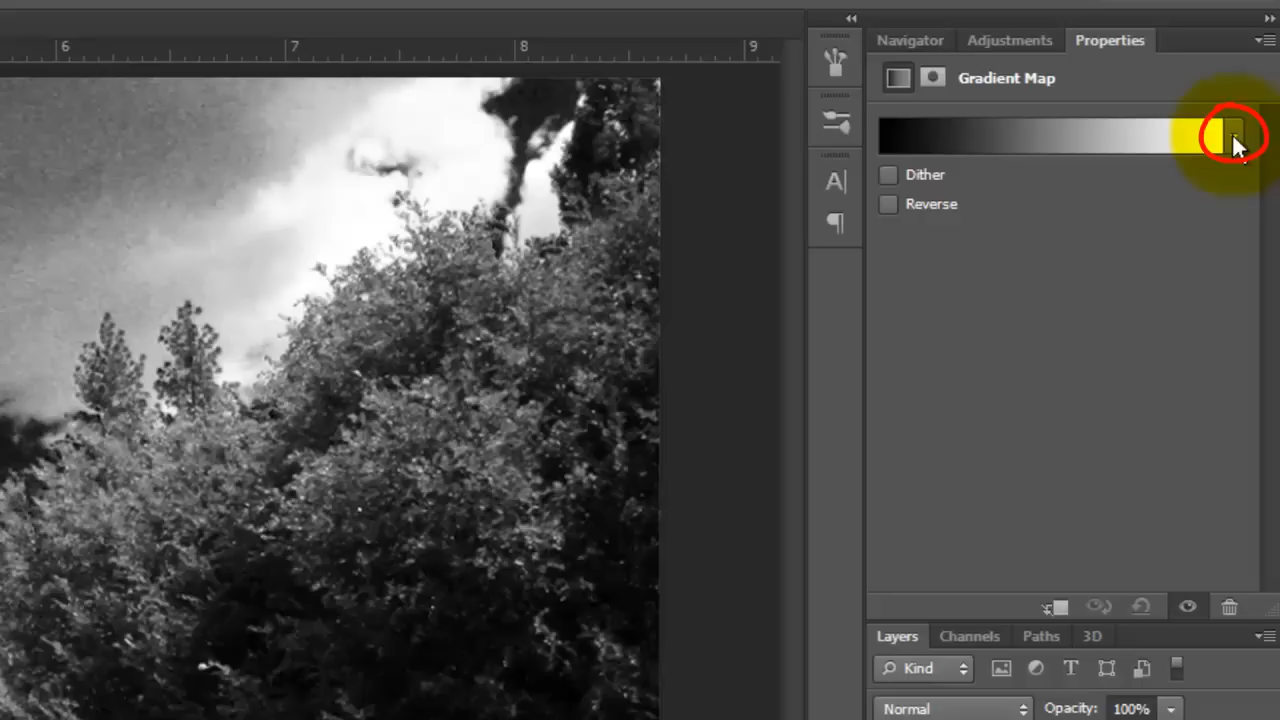 6 7 8 9
Navigator Adjustments Properties
Gradient Map
Dither
Reverse
A
Layers Channels Paths 3D
Kind T
Normal Opacity: 100%